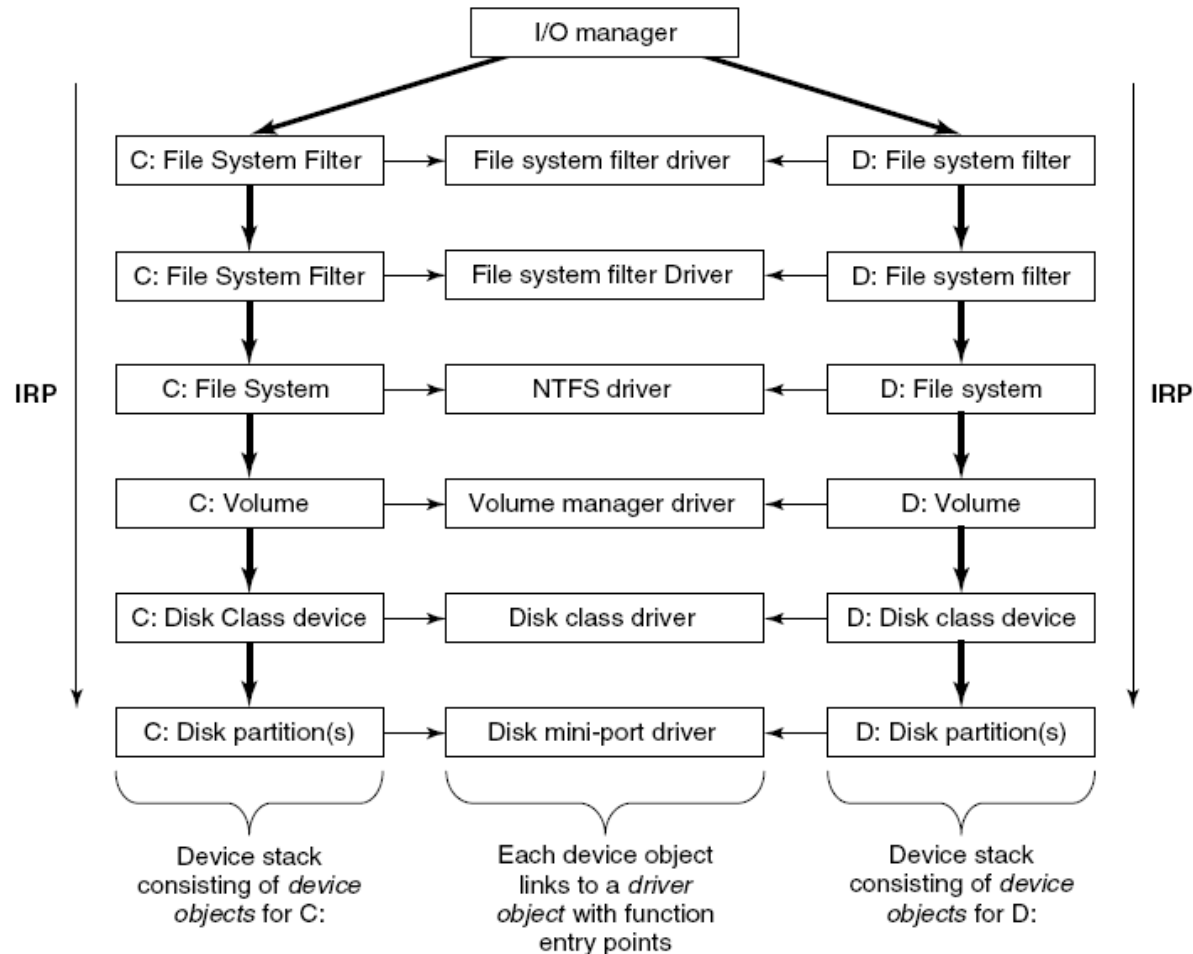 I/O manager
C: File System Filter
File system filter driver
D: File system filter
C: File System Filter
File system filter Driver
D: File system filter
IRP
C: File System
NTFS driver
D: File system
IRP
C: Volume
Volume manager driver
D: Volume
C: Disk Class device
Disk class driver
D: Disk class device
C: Disk partition(s)
Disk mini-port driver
D: Disk partition(s)
Device stack
consisting of device
objects for C:
Each device object
links to a driver
object with function
entry points
Device stack
consisting of device
objects for D: